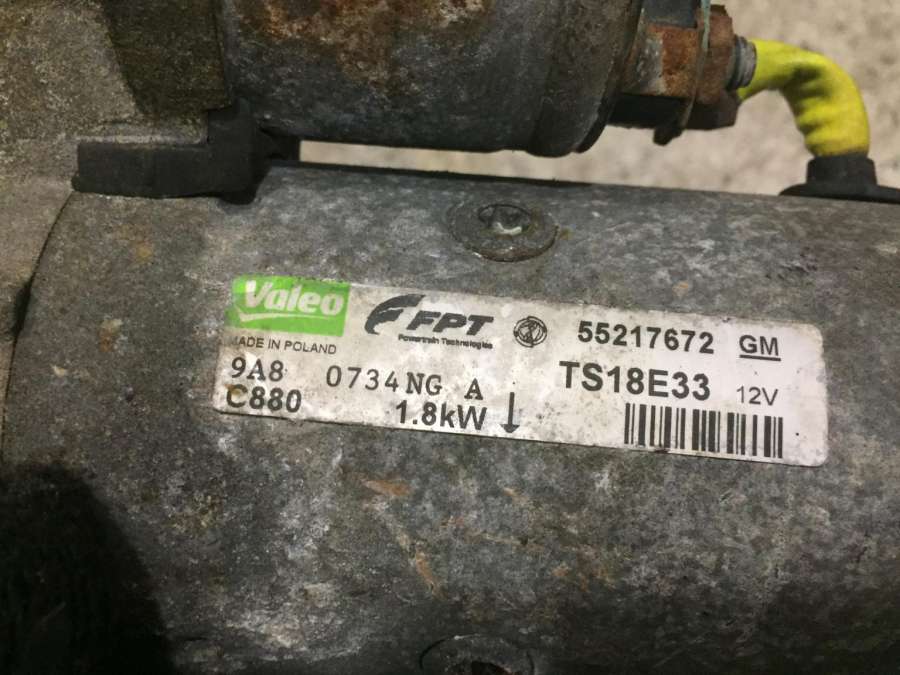 Valeo FPT 55217672 GM
Powertrain Technologies
MADE IN POLAND
9A8 0734NG A TS18E33 12V
C880 1.8kW ↓